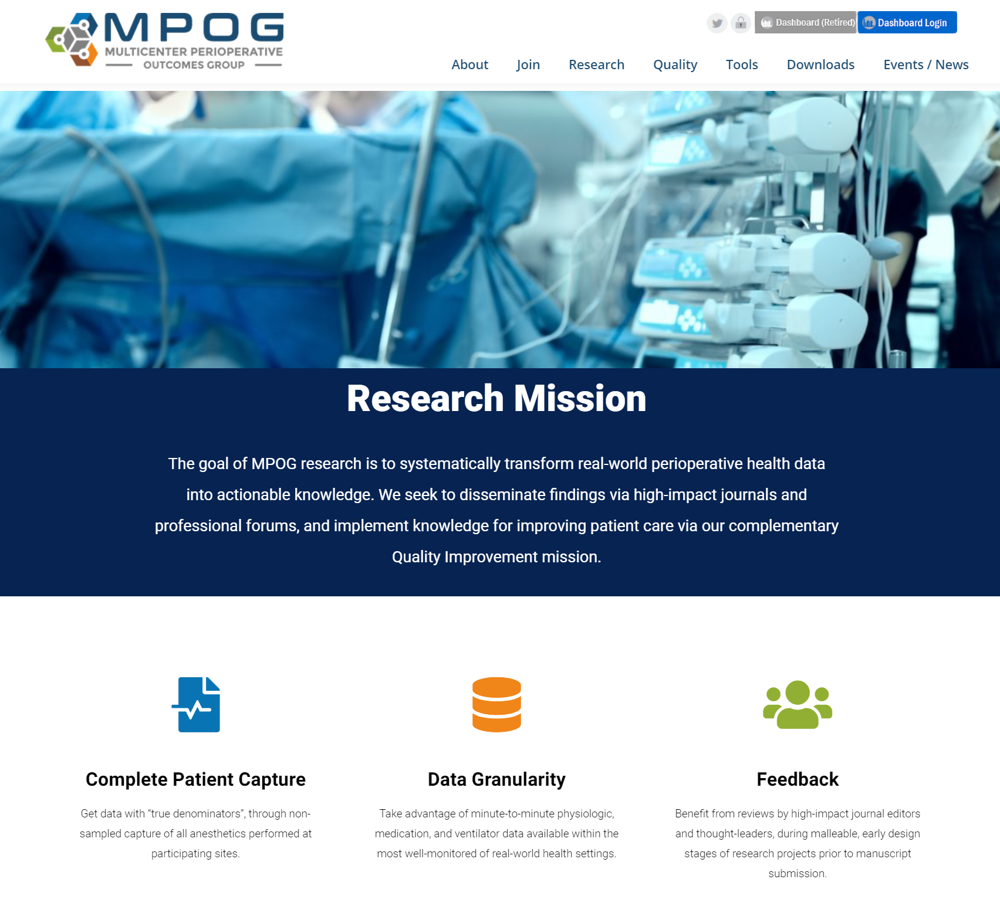 MPOG
MULTICENTER PERIOPERATIVE
OUTCOMES GROUP
Dashboard (Retired)
Dashboard Login
About
Join
Research
Quality
Tools
Downloads
Events / News
Research Mission
The goal of MPOG research is to systematically transform real-world perioperative health data
into actionable knowledge. We seek to disseminate findings via high-impact journals and
professional forums, and implement knowledge for improving patient care via our complementary
Quality Improvement mission.
Complete Patient Capture
Get data with “true denominators”, through non-
sampled capture of all anesthetics performed at
participating sites.
Data Granularity
Take advantage of minute-to-minute physiologic,
medication, and ventilator data available within the
most well-monitored of real-world health settings.
Feedback
Benefit from reviews by high-impact journal editors
and thought-leaders, during malleable, early design
stages of research projects prior to manuscript
submission.